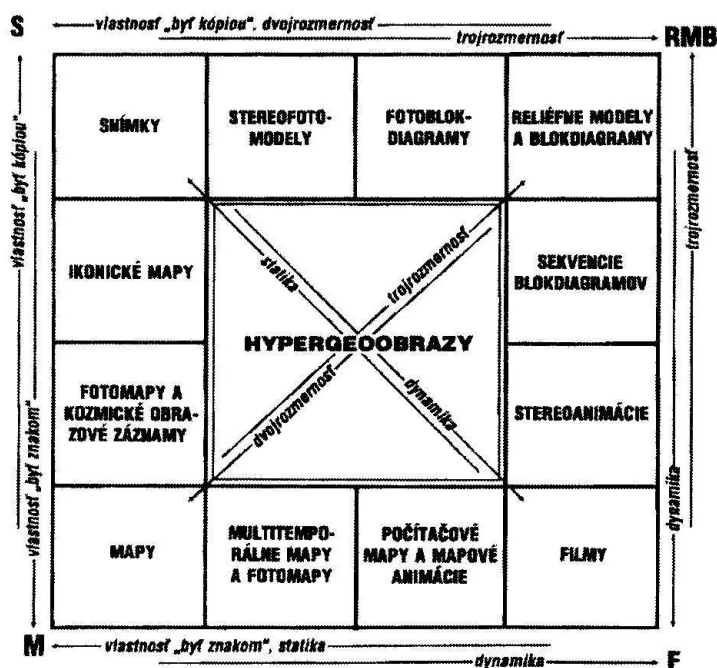 S
vlastnosť „byť kópiou", dvojrozmernosť
trojrozmernosť
RMB
SNÍMKY
STEREOFOTO-
MODELY
FOTOBLOK-
DIAGRAMY
RELIÉFNE MODELY
A BLOKDIAGRAMY
vlastnosť „byť kópiou"
trojrozmernosť
IKONICKÉ MAPY
statika
trojrozmernosť
SEKVENCIE
BLOKDIAGRAMOV
HYPERGEOOBRAZY
FOTOMAPY A
KOZMICKÉ OBRA-
ZOVÉ ZÁZNAMY
dvojrozmernosť
dynamika
STEREOANIMÁCIE
vlastnosť „byť znakom"
dynamika
MAPY
MULTITEMPO-
RÁLNE MAPY
A FOTOMAPY
POČÍTAČOVÉ
MAPY A MAPOVÉ
ANIMÁCIE
FILMY
M
vlastnosť „byť znakom", statika
dynamika
F